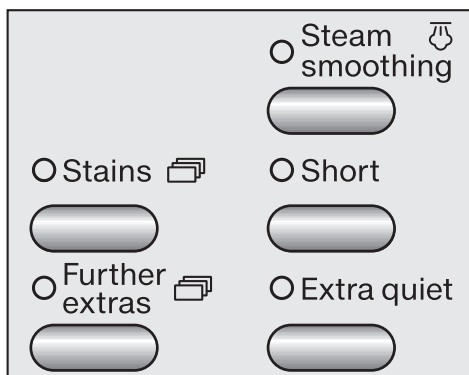 Steam
smoothing
Stains
Short
Further
extras
Extra quiet